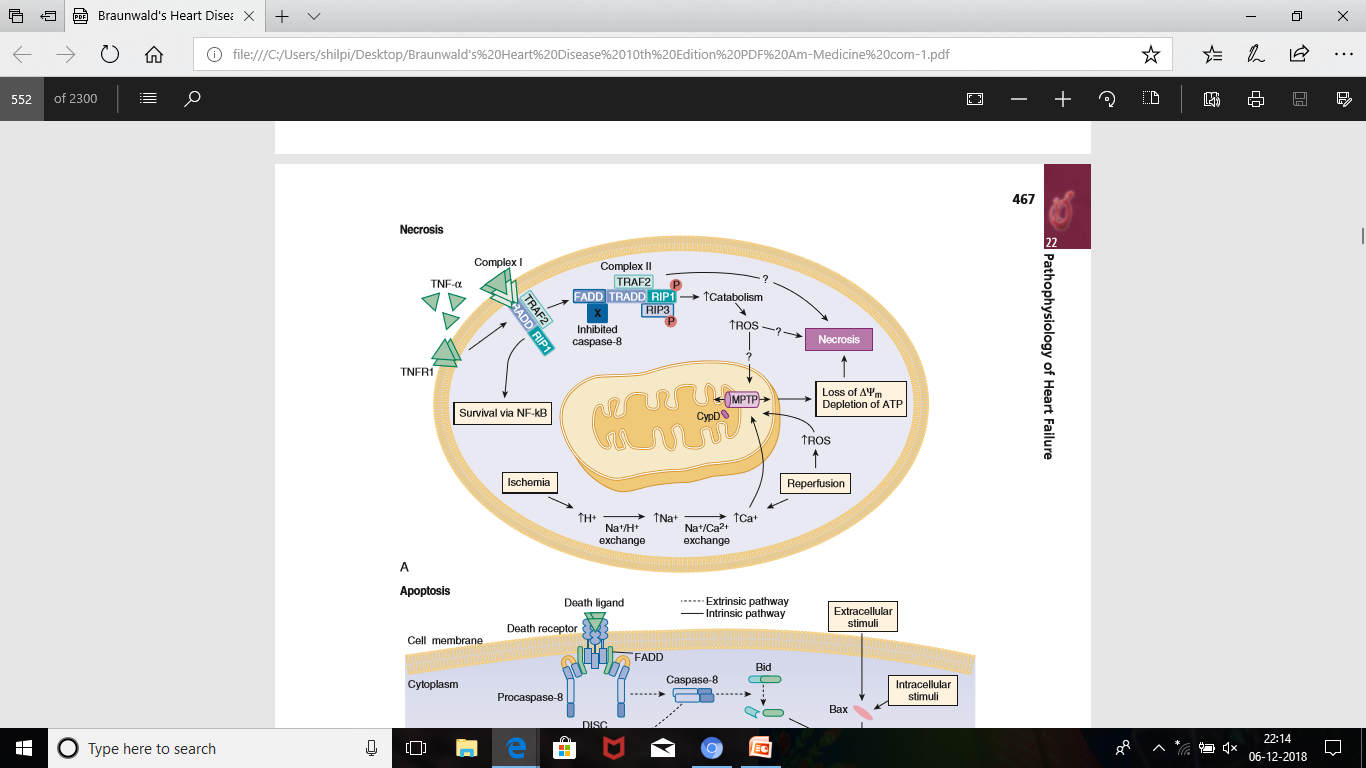 Braunwald's Heart Disea
file:///C:/Users/shilpi/Desktop/Braunwald's%20Heart%20Disease%2010th%20Edition%20PDF%20Am-Medicine%20com-1.pdf
552 of 2300
467
22
Pathophysiology of Heart Failure
Necrosis
Complex I
TNF-α
TRAF2
RIP1
TNFR1
Survival via NF-kB
Complex II
TRAF2
P
FADD TRADD RIP1
X
RIP3
P
Inhibited
caspase-8
↑Catabolism
?
↑ROS
?
?
Necrosis
MPTP
CypD
Loss of ΔΨm
Depletion of ATP
↑ROS
Ischemia
Reperfusion
↑H+
Na+/H+
exchange
↑Na+
Na+/Ca2+
exchange
↑Ca+
A
Apoptosis
Death ligand
Extrinsic pathway
Intrinsic pathway
Extracellular
stimuli
Death receptor
Cell membrane
FADD
Cytoplasm
Procaspase-8
Caspase-8
Bid
Intracellular
stimuli
Bax
DISC
Type here to search
22:14
06-12-2018